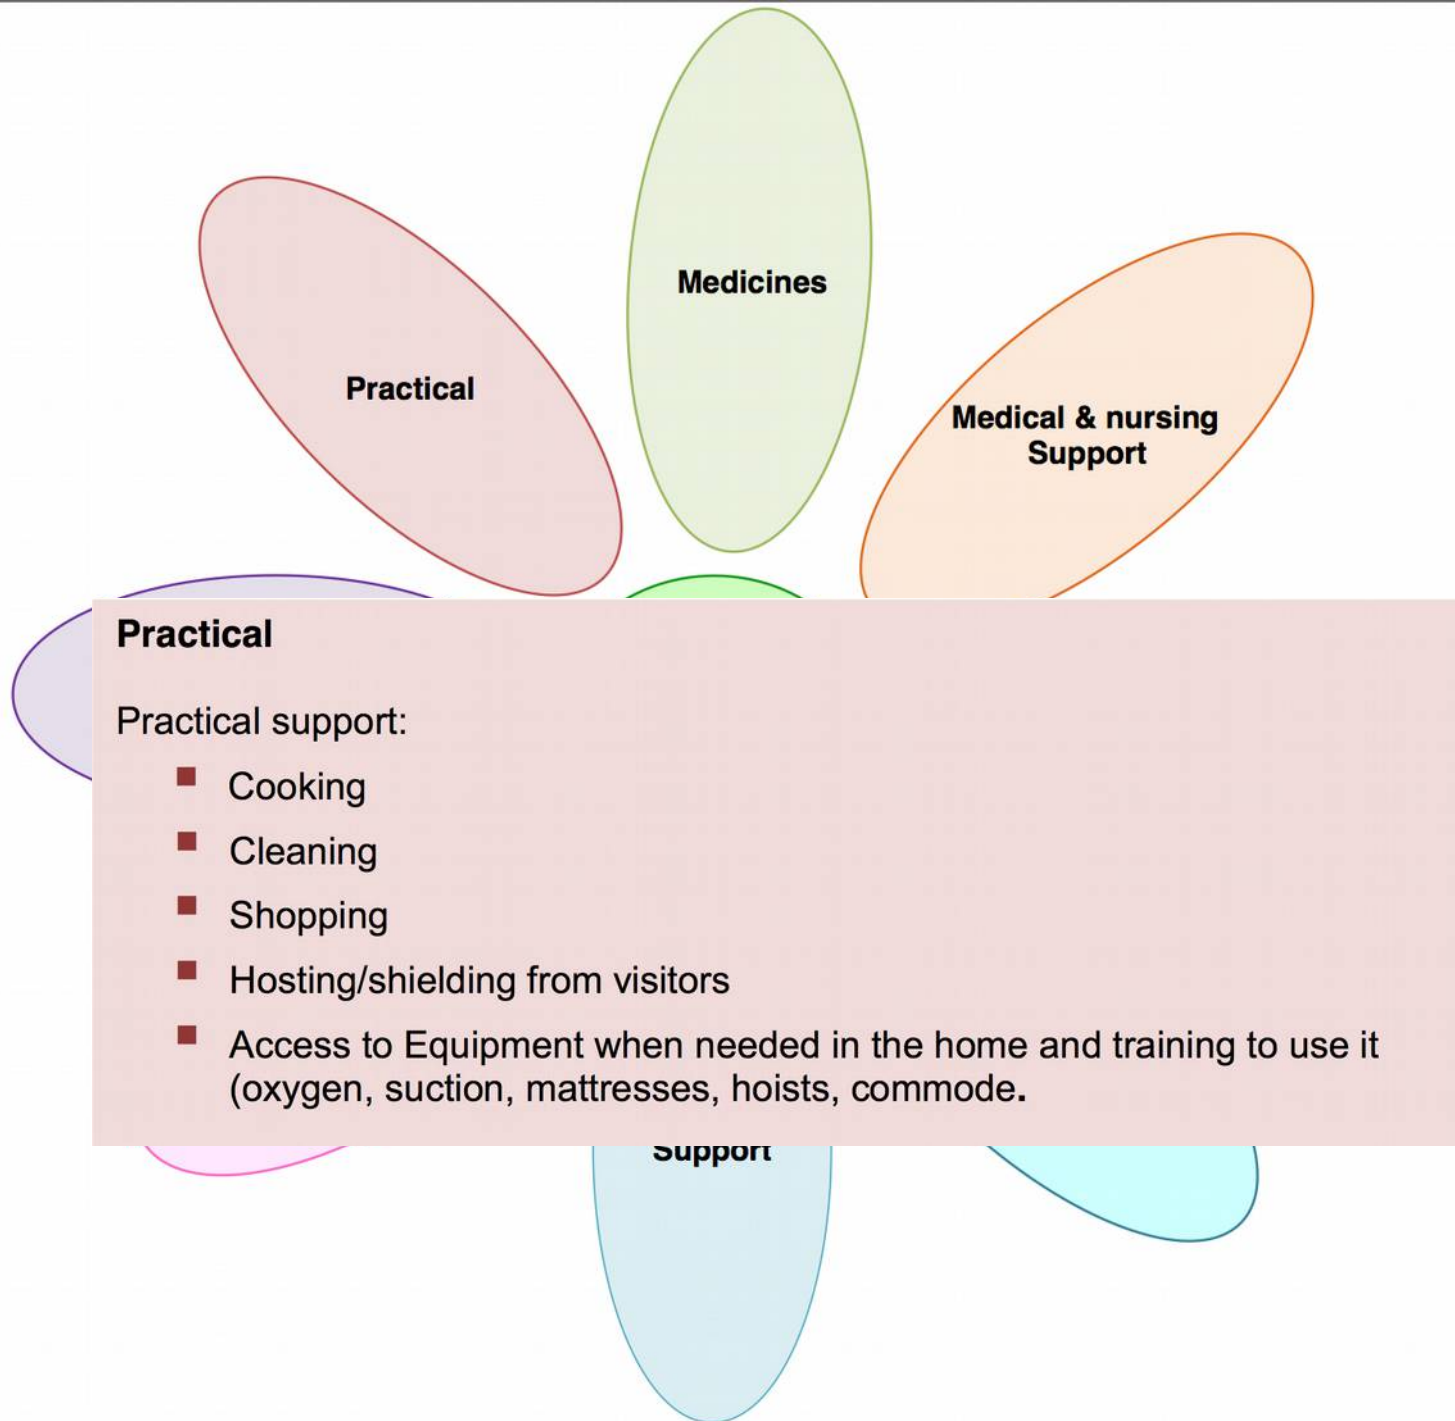 Medicines
Practical
Medical & nursing
Support
Practical
Practical support:
Cooking
Cleaning
Shopping
Hosting/shielding from visitors
Access to Equipment when needed in the home and training to use it
(oxygen, suction, mattresses, hoists, commode.
Support